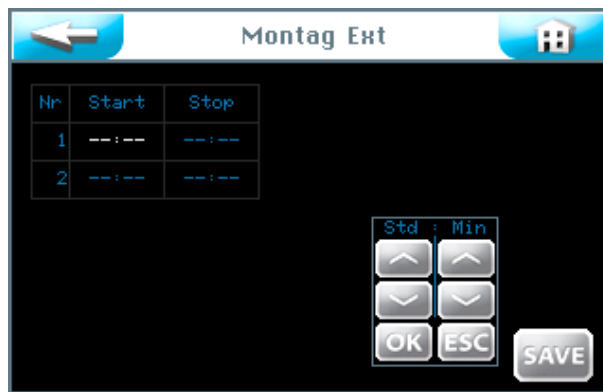 Montag Ext
Nr Start Stop
1 --:-- --:--
2 --:-- --:--
Std : Min
OK ESC
SAVE